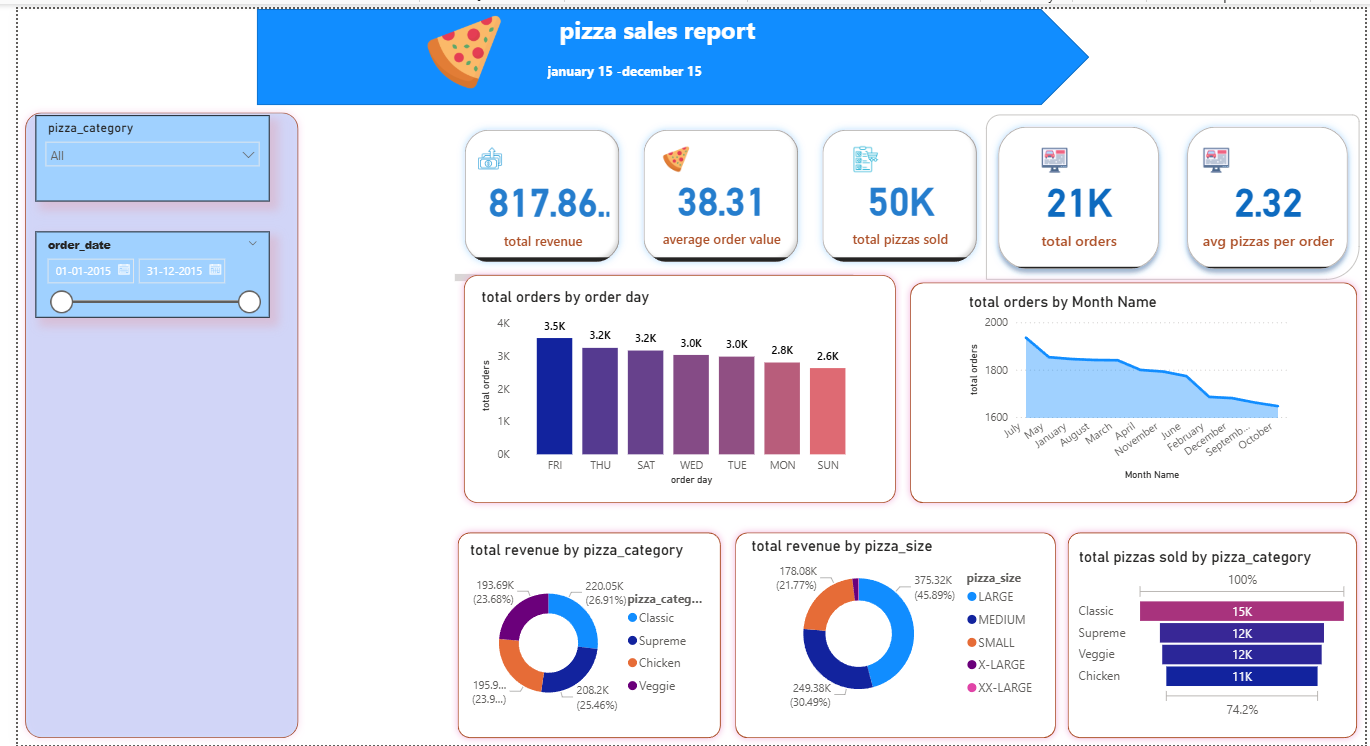 pizza sales report
january 15 -december 15
pizza_category
All
order_date
01-01-2015
31-12-2015
817.86..
total revenue
38.31
average order value
50K
total pizzas sold
21K
total orders
2.32
avg pizzas per order
total orders by order day
total orders
4K
3K
2K
1K
0K
3.5K
3.2K
3.2K
3.0K
3.0K
2.8K
2.6K
FRI
THU
SAT
WED
TUE
MON
SUN
order day
total orders by Month Name
total orders
2000
1800
1600
July
May
January
August
March
April
November
June
February
December
Septemb...
October
Month Name
total revenue by pizza_category
193.69K
(23.68%)
220.05K
(26.91%)
195.9...
(23.9...)
208.2K
(25.46%)
pizza_categ...
Classic
Supreme
Chicken
Veggie
total revenue by pizza_size
178.08K
(21.77%)
375.32K
(45.89%)
249.38K
(30.49%)
pizza_size
LARGE
MEDIUM
SMALL
X-LARGE
XX-LARGE
total pizzas sold by pizza_category
100%
Classic 15K
Supreme 12K
Veggie 12K
Chicken 11K
74.2%